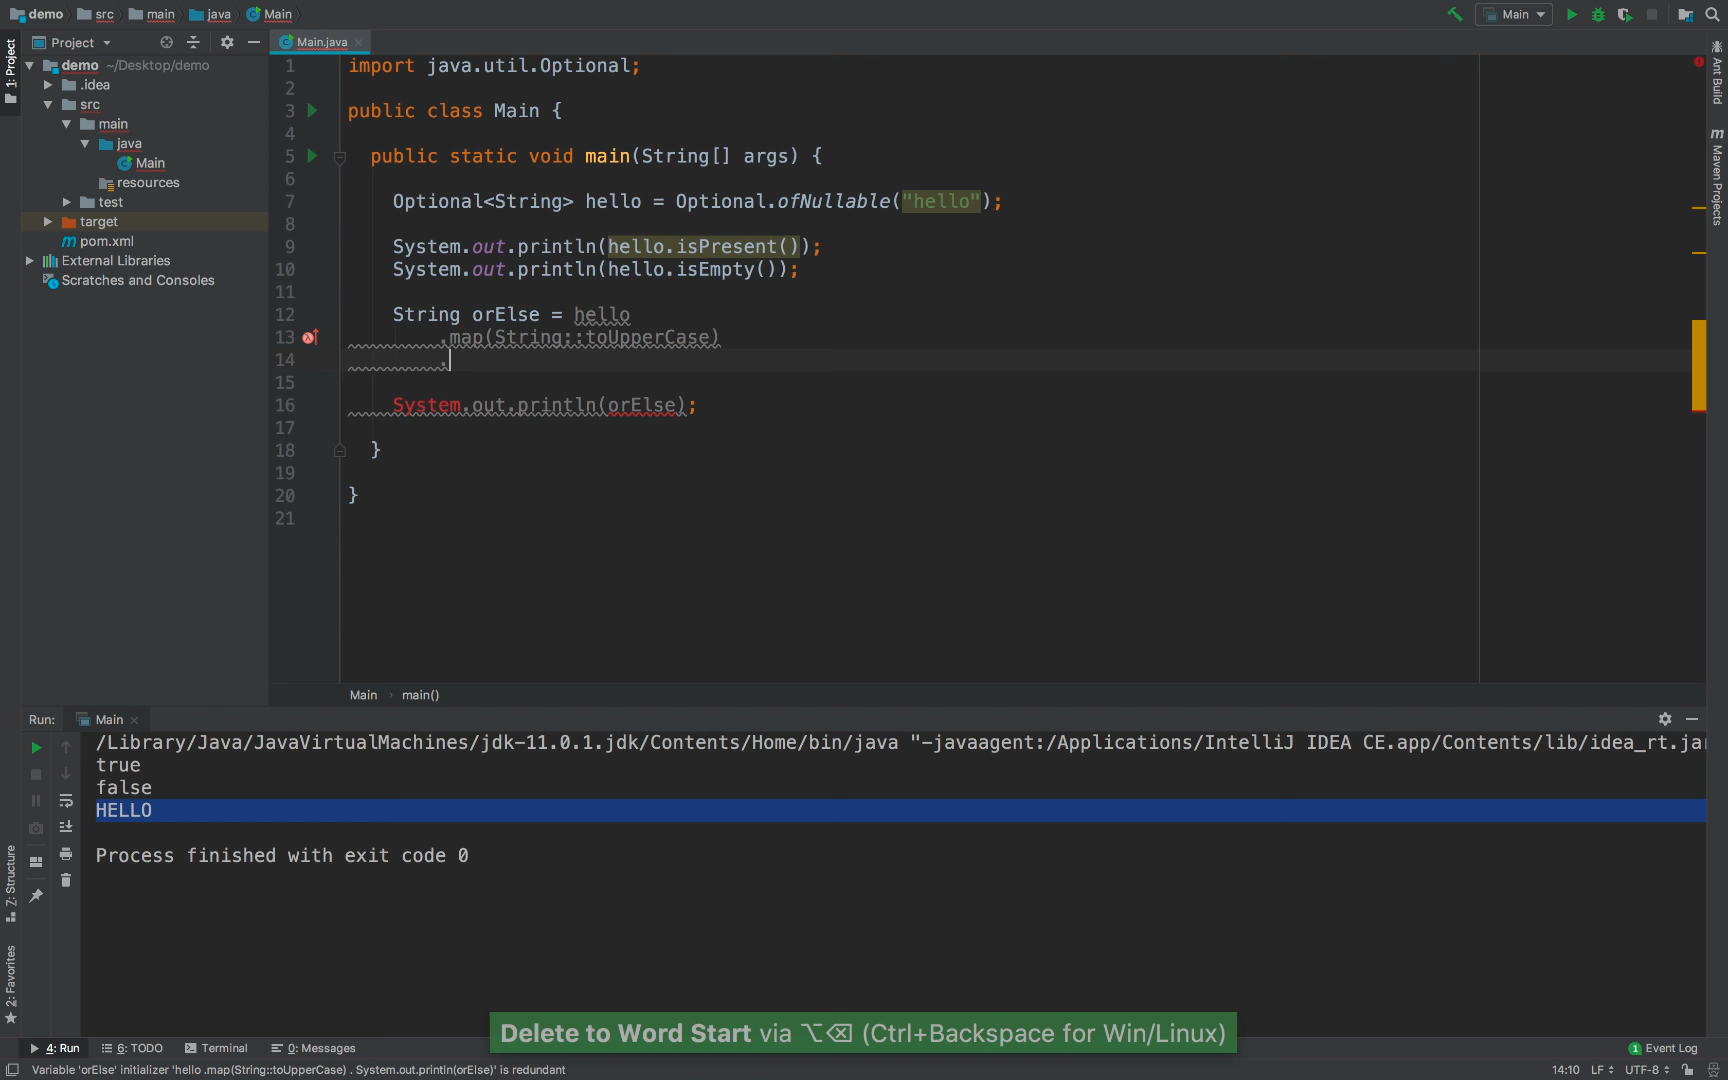 demo src main java Main
Main
1: Project
Project
Main.java
demo ~/Desktop/demo
.idea
src
main
java
Main
resources
test
target
pom.xml
External Libraries
Scratches and Consoles
1 import java.util.Optional;
2
3 public class Main {
4
5 public static void main(String[] args) {
6
7 Optional<String> hello = Optional.ofNullable("hello");
8
9 System.out.println(hello.isPresent());
10 System.out.println(hello.isEmpty());
11
12 String orElse = hello
13 .map(String::toUpperCase)
14 .
15
16 System.out.println(orElse);
17
18 }
19
20 }
21
Main main()
Ant Build
Maven Projects
Run: Main
/Library/Java/JavaVirtualMachines/jdk-11.0.1.jdk/Contents/Home/bin/java "-javaagent:/Applications/IntelliJ IDEA CE.app/Contents/lib/idea_rt.jar
true
false
HELLO
Process finished with exit code 0
Z: Structure
2: Favorites
Delete to Word Start via ⌥⌫ (Ctrl+Backspace for Win/Linux)
4: Run 6: TODO Terminal 0: Messages
1 Event Log
Variable 'orElse' initializer 'hello .map(String::toUpperCase) . System.out.println(orElse)' is redundant
14:10 LF UTF-8